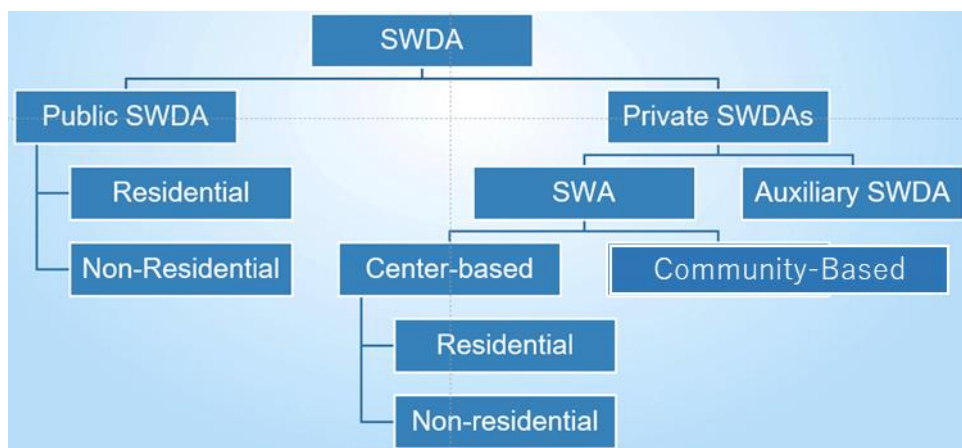 SWDA
Public SWDA
Private SWDAs
Residential
SWA
Auxiliary SWDA
Non-Residential
Center-based
Community-Based
Residential
Non-residential